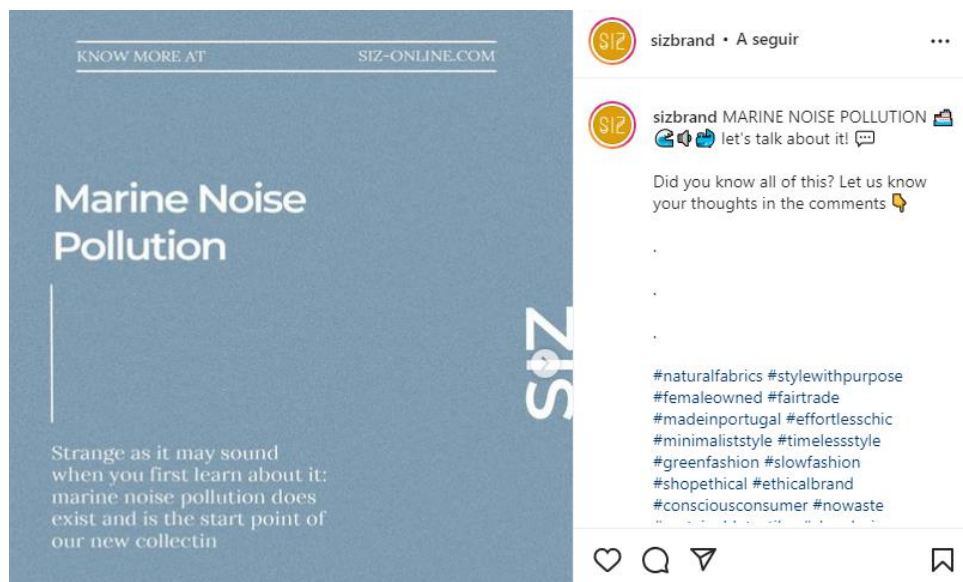 KNOW MORE AT SIZ-ONLINE.COM
Marine Noise
Pollution
Strange as it may sound
when you first learn about it:
marine noise pollution does
exist and is the start point of
our new collectin
SIZ
SIZ
sizbrand • A seguir
SIZ
sizbrand MARINE NOISE POLLUTION 🚢
🌊🔊🐳 let's talk about it! 💬
Did you know all of this? Let us know
your thoughts in the comments 👇
.
.
.
#naturalfabrics #stylewithpurpose
#femaleowned #fairtrade
#madeinportugal #effortlesschic
#minimaliststyle #timelessstyle
#greenfashion #slowfashion
#shopethical #ethicalbrand
#consciousconsumer #nowaste